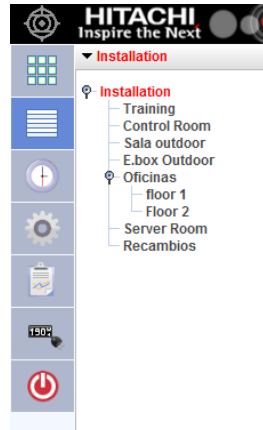 HITACHI
Inspire the Next
Installation
Installation
Training
Control Room
Sala outdoor
E.box Outdoor
Oficinas
floor 1
Floor 2
Server Room
Recambios
190